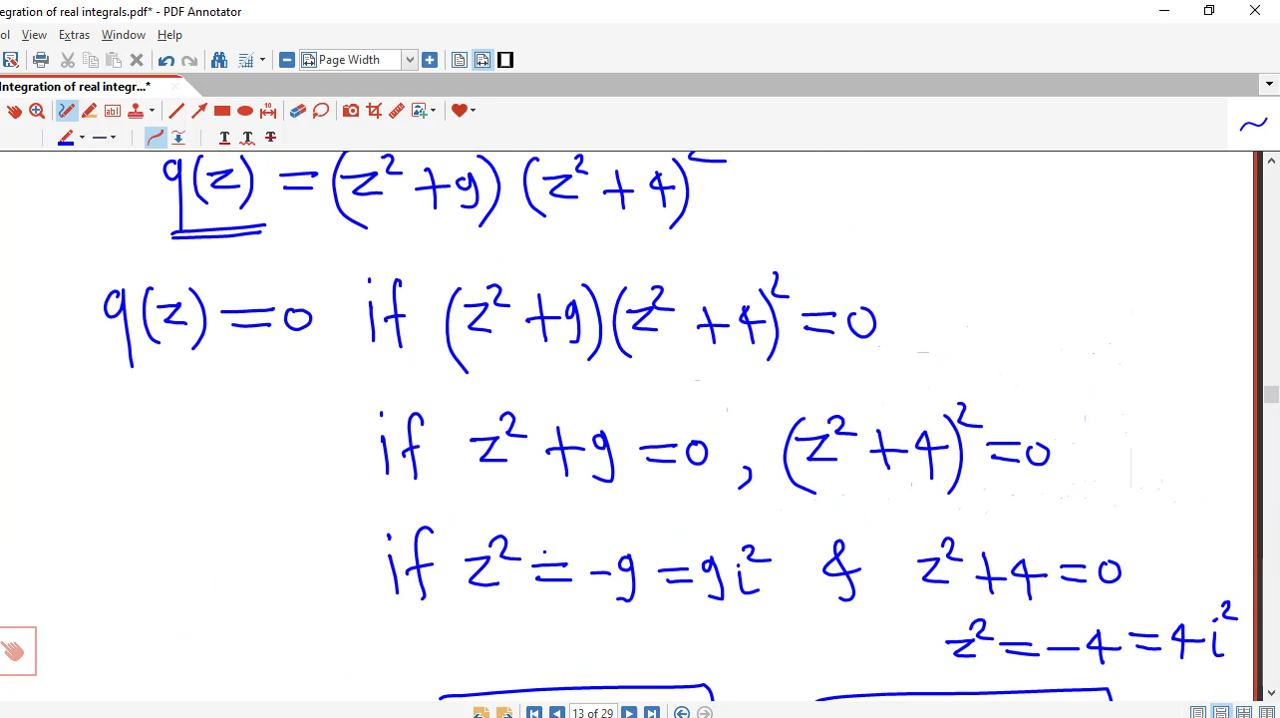 egration of real integrals.pdf* - PDF Annotator
ol View Extras Window Help
Page Width
Integration of real integr...*
q(z) = (z² + 9) (z² + 4)²
q(z) = 0 if (z² + 9)(z² + 4)² = 0
if z² + 9 = 0 , (z² + 4)² = 0
if z² = -9 = 9i² & z² + 4 = 0
z² = -4 = 4i²
13 of 29